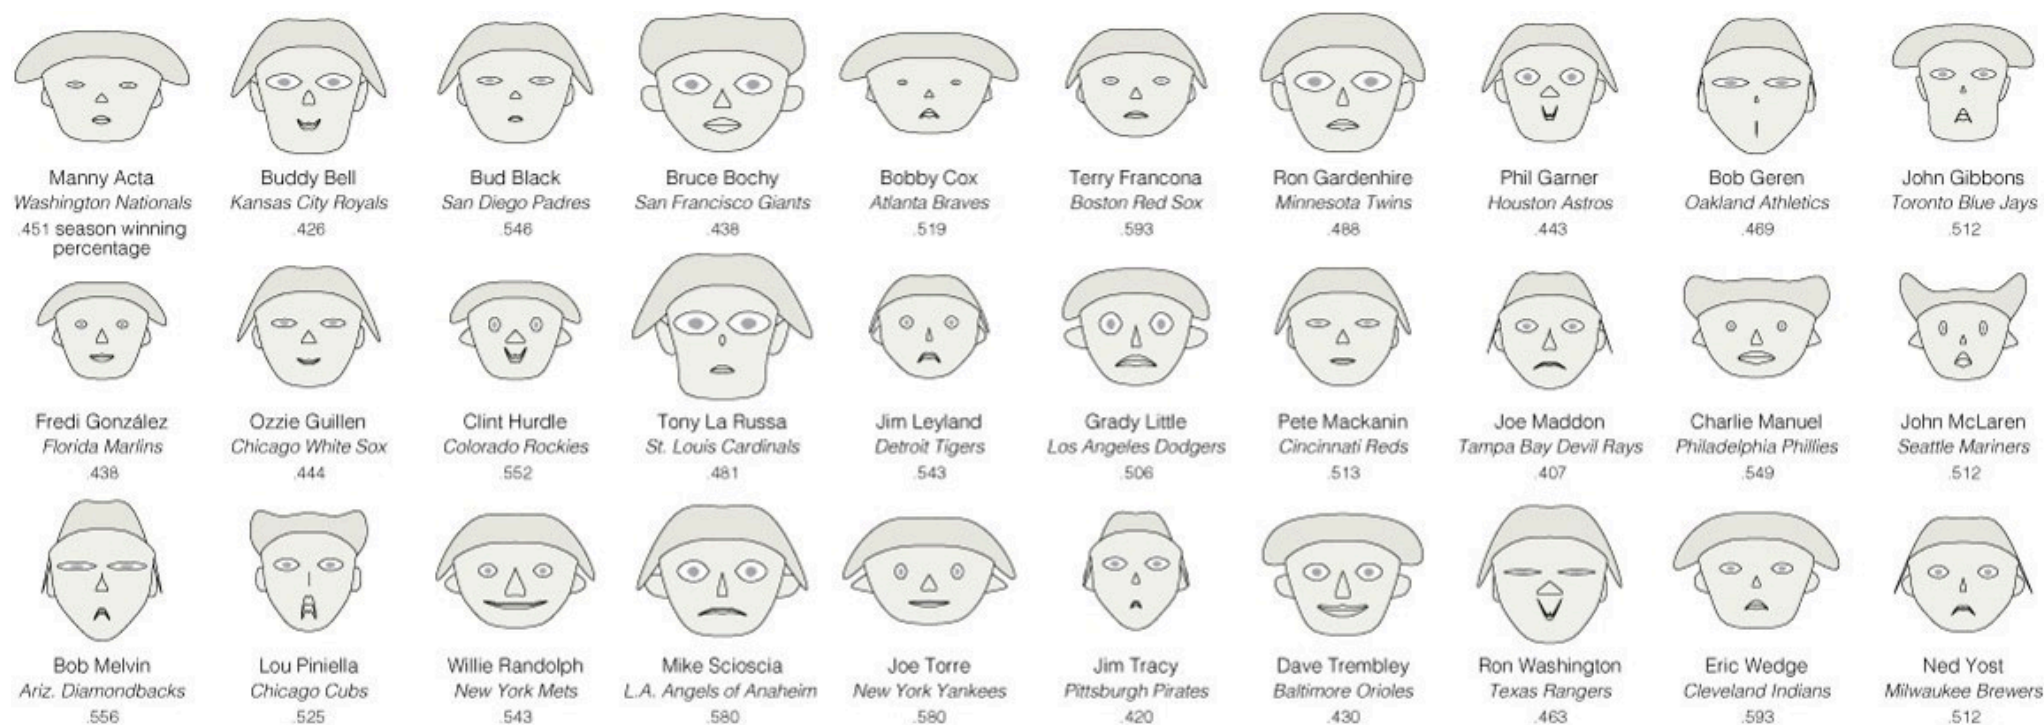 Manny Acta
Washington Nationals
.451 season winning
percentage
Buddy Bell
Kansas City Royals
.426
Bud Black
San Diego Padres
.546
Bruce Bochy
San Francisco Giants
.438
Bobby Cox
Atlanta Braves
.519
Terry Francona
Boston Red Sox
.593
Ron Gardenhire
Minnesota Twins
.488
Phil Garner
Houston Astros
.443
Bob Geren
Oakland Athletics
.469
John Gibbons
Toronto Blue Jays
.512
Fredi González
Florida Marlins
.438
Ozzie Guillen
Chicago White Sox
.444
Clint Hurdle
Colorado Rockies
.552
Tony La Russa
St. Louis Cardinals
.481
Jim Leyland
Detroit Tigers
.543
Grady Little
Los Angeles Dodgers
.506
Pete Mackanin
Cincinnati Reds
.513
Joe Maddon
Tampa Bay Devil Rays
.407
Charlie Manuel
Philadelphia Phillies
.549
John McLaren
Seattle Mariners
.512
Bob Melvin
Ariz. Diamondbacks
.556
Lou Piniella
Chicago Cubs
.525
Willie Randolph
New York Mets
.543
Mike Scioscia
L.A. Angels of Anaheim
.580
Joe Torre
New York Yankees
.580
Jim Tracy
Pittsburgh Pirates
.420
Dave Trembley
Baltimore Orioles
.430
Ron Washington
Texas Rangers
.463
Eric Wedge
Cleveland Indians
.593
Ned Yost
Milwaukee Brewers
.512